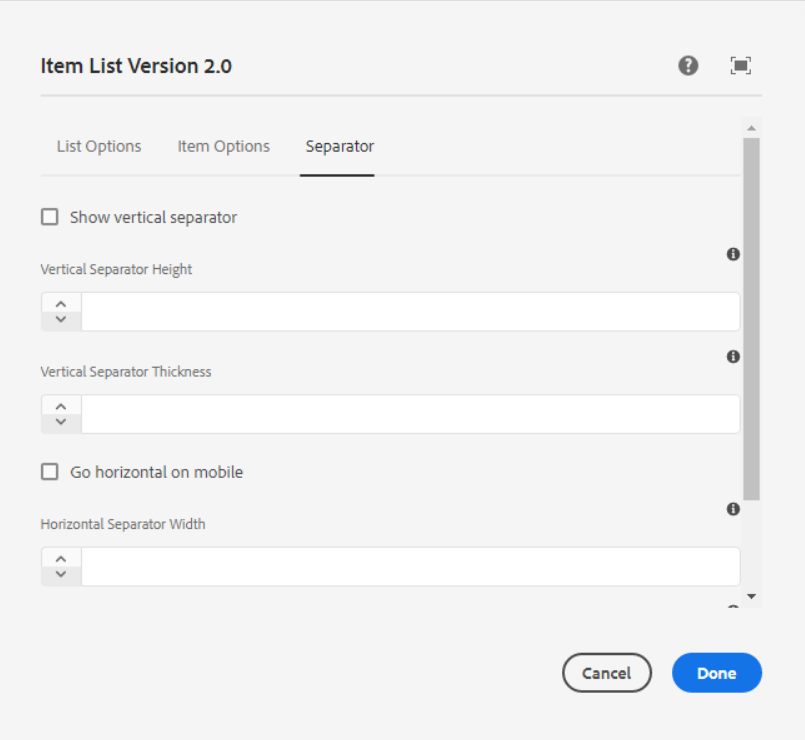 Item List Version 2.0
List Options Item Options Separator
Show vertical separator
Vertical Separator Height
Vertical Separator Thickness
Go horizontal on mobile
Horizontal Separator Width
Cancel Done